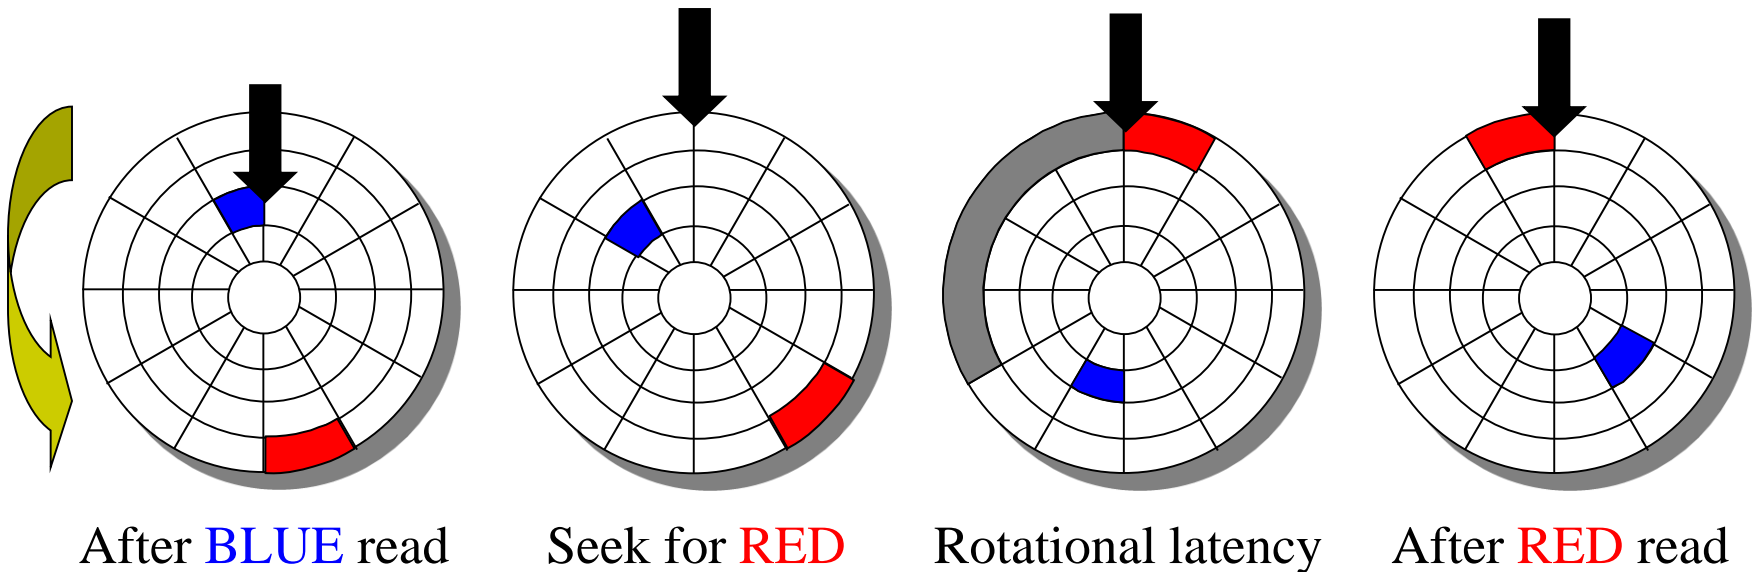 After BLUE read
Seek for RED
Rotational latency
After RED read